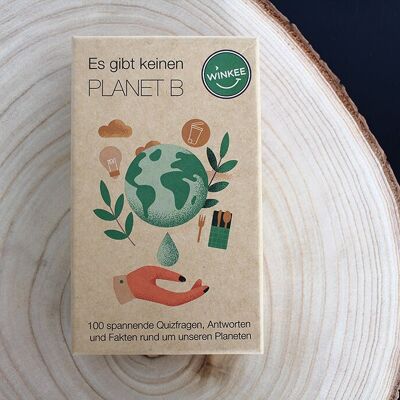 Es gibt keinen
PLANET B
WINKEE
100 spannende Quizfragen, Antworten
und Fakten rund um unseren Planeten